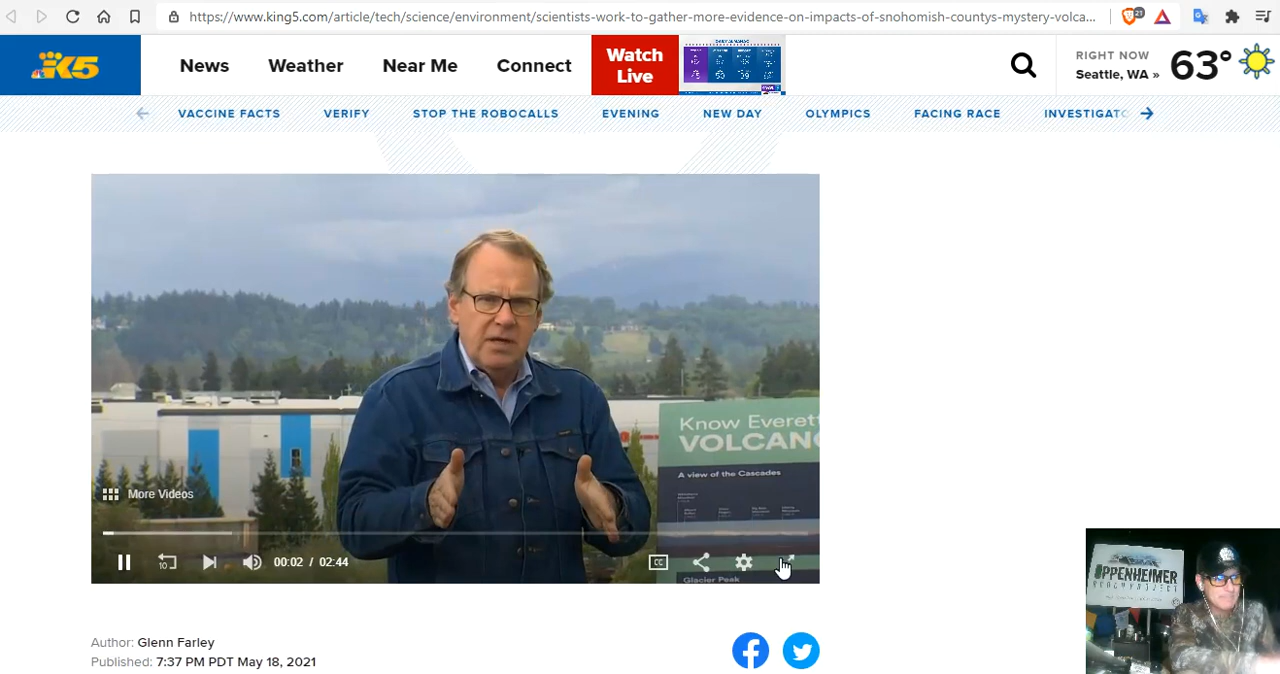 https://www.king5.com/article/tech/science/environment/scientists-work-to-gather-more-evidence-on-impacts-of-snohomish-countys-mystery-volca...
21
K5
News
Weather
Near Me
Connect
Watch
Live
RIGHT NOW
Seattle, WA »
63°
VACCINE FACTS
VERIFY
STOP THE ROBOCALLS
EVENING
NEW DAY
OLYMPICS
FACING RACE
INVESTIGATO
Know Everett
VOLCANO
A view of the Cascades
Glacier Peak
More Videos
10
00:02 / 02:44
CC
Author: Glenn Farley
Published: 7:37 PM PDT May 18, 2021
OPPENHEIMER